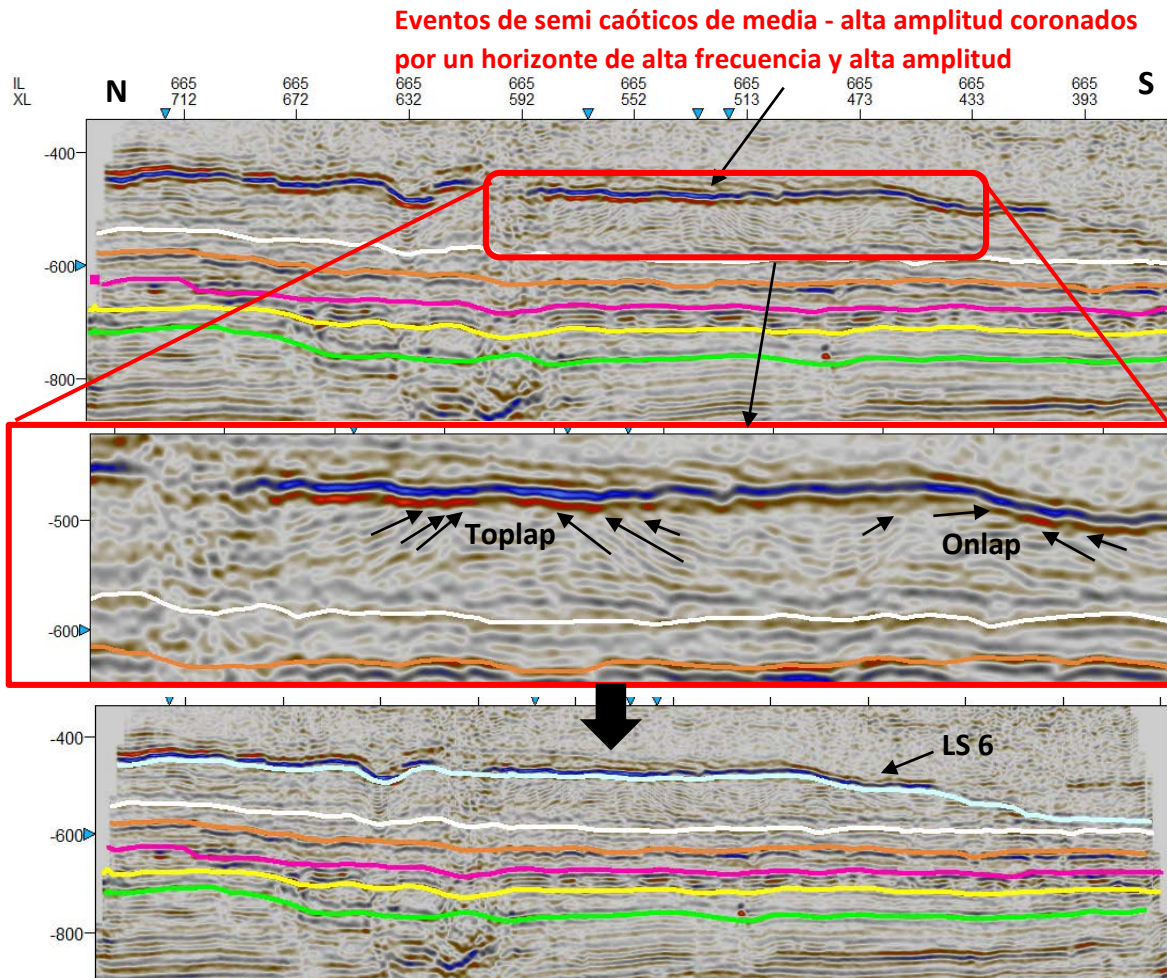 Eventos de semi caóticos de media - alta amplitud coronados
por un horizonte de alta frecuencia y alta amplitud
IL 665 665 665 665 665 665 665 665 665
XL 712 672 632 592 552 513 473 433 393
N S
-400
-600
-800
-500
Toplap Onlap
-600
-400
LS 6
-600
-800